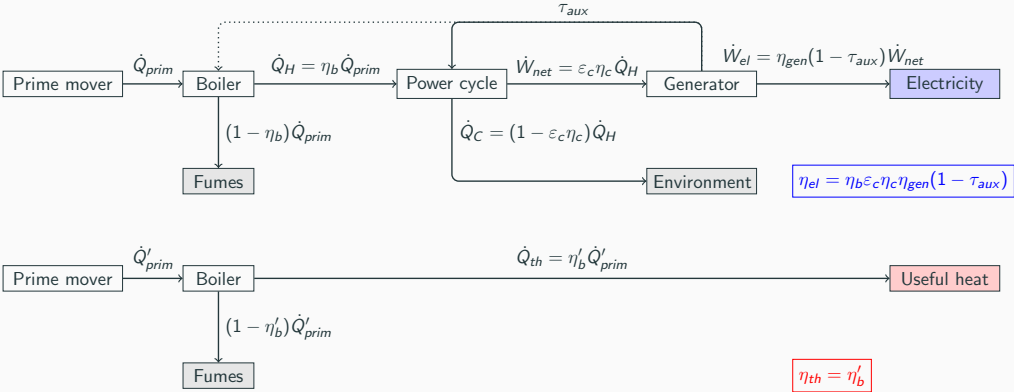 τ_aux
Q̇_prim
Q̇_H = η_b Q̇_prim
Ẇ_net = ε_c η_c Q̇_H
Ẇ_el = η_gen(1 − τ_aux)Ẇ_net
Prime mover
Boiler
Power cycle
Generator
Electricity
(1 − η_b)Q̇_prim
Q̇_C = (1 − ε_c η_c)Q̇_H
Fumes
Environment
η_el = η_b ε_c η_c η_gen(1 − τ_aux)
Q̇′_prim
Q̇_th = η′_b Q̇′_prim
Prime mover
Boiler
Useful heat
(1 − η′_b)Q̇′_prim
Fumes
η_th = η′_b